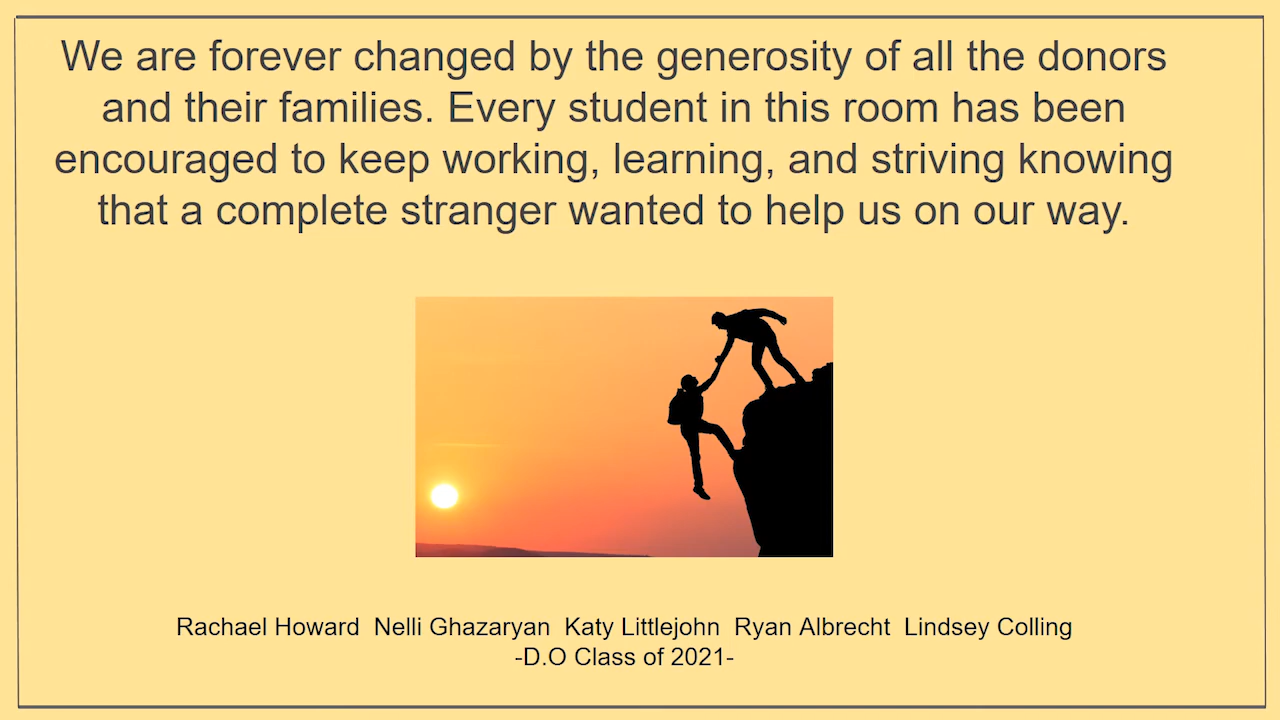 We are forever changed by the generosity of all the donors
and their families. Every student in this room has been
encouraged to keep working, learning, and striving knowing
that a complete stranger wanted to help us on our way.
Rachael Howard  Nelli Ghazaryan  Katy Littlejohn  Ryan Albrecht  Lindsey Colling
-D.O Class of 2021-